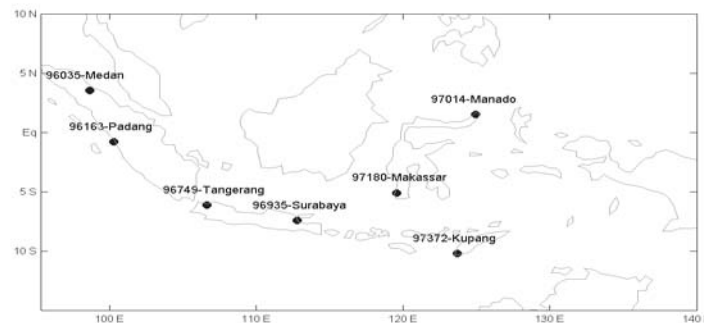 10 N
5 N
96035-Medan
97014-Manado
96163-Padang
Eq
97180-Makassar
96749-Tangerang
5 S
96935-Surabaya
97372-Kupang
10 S
100 E
110 E
120 E
130 E